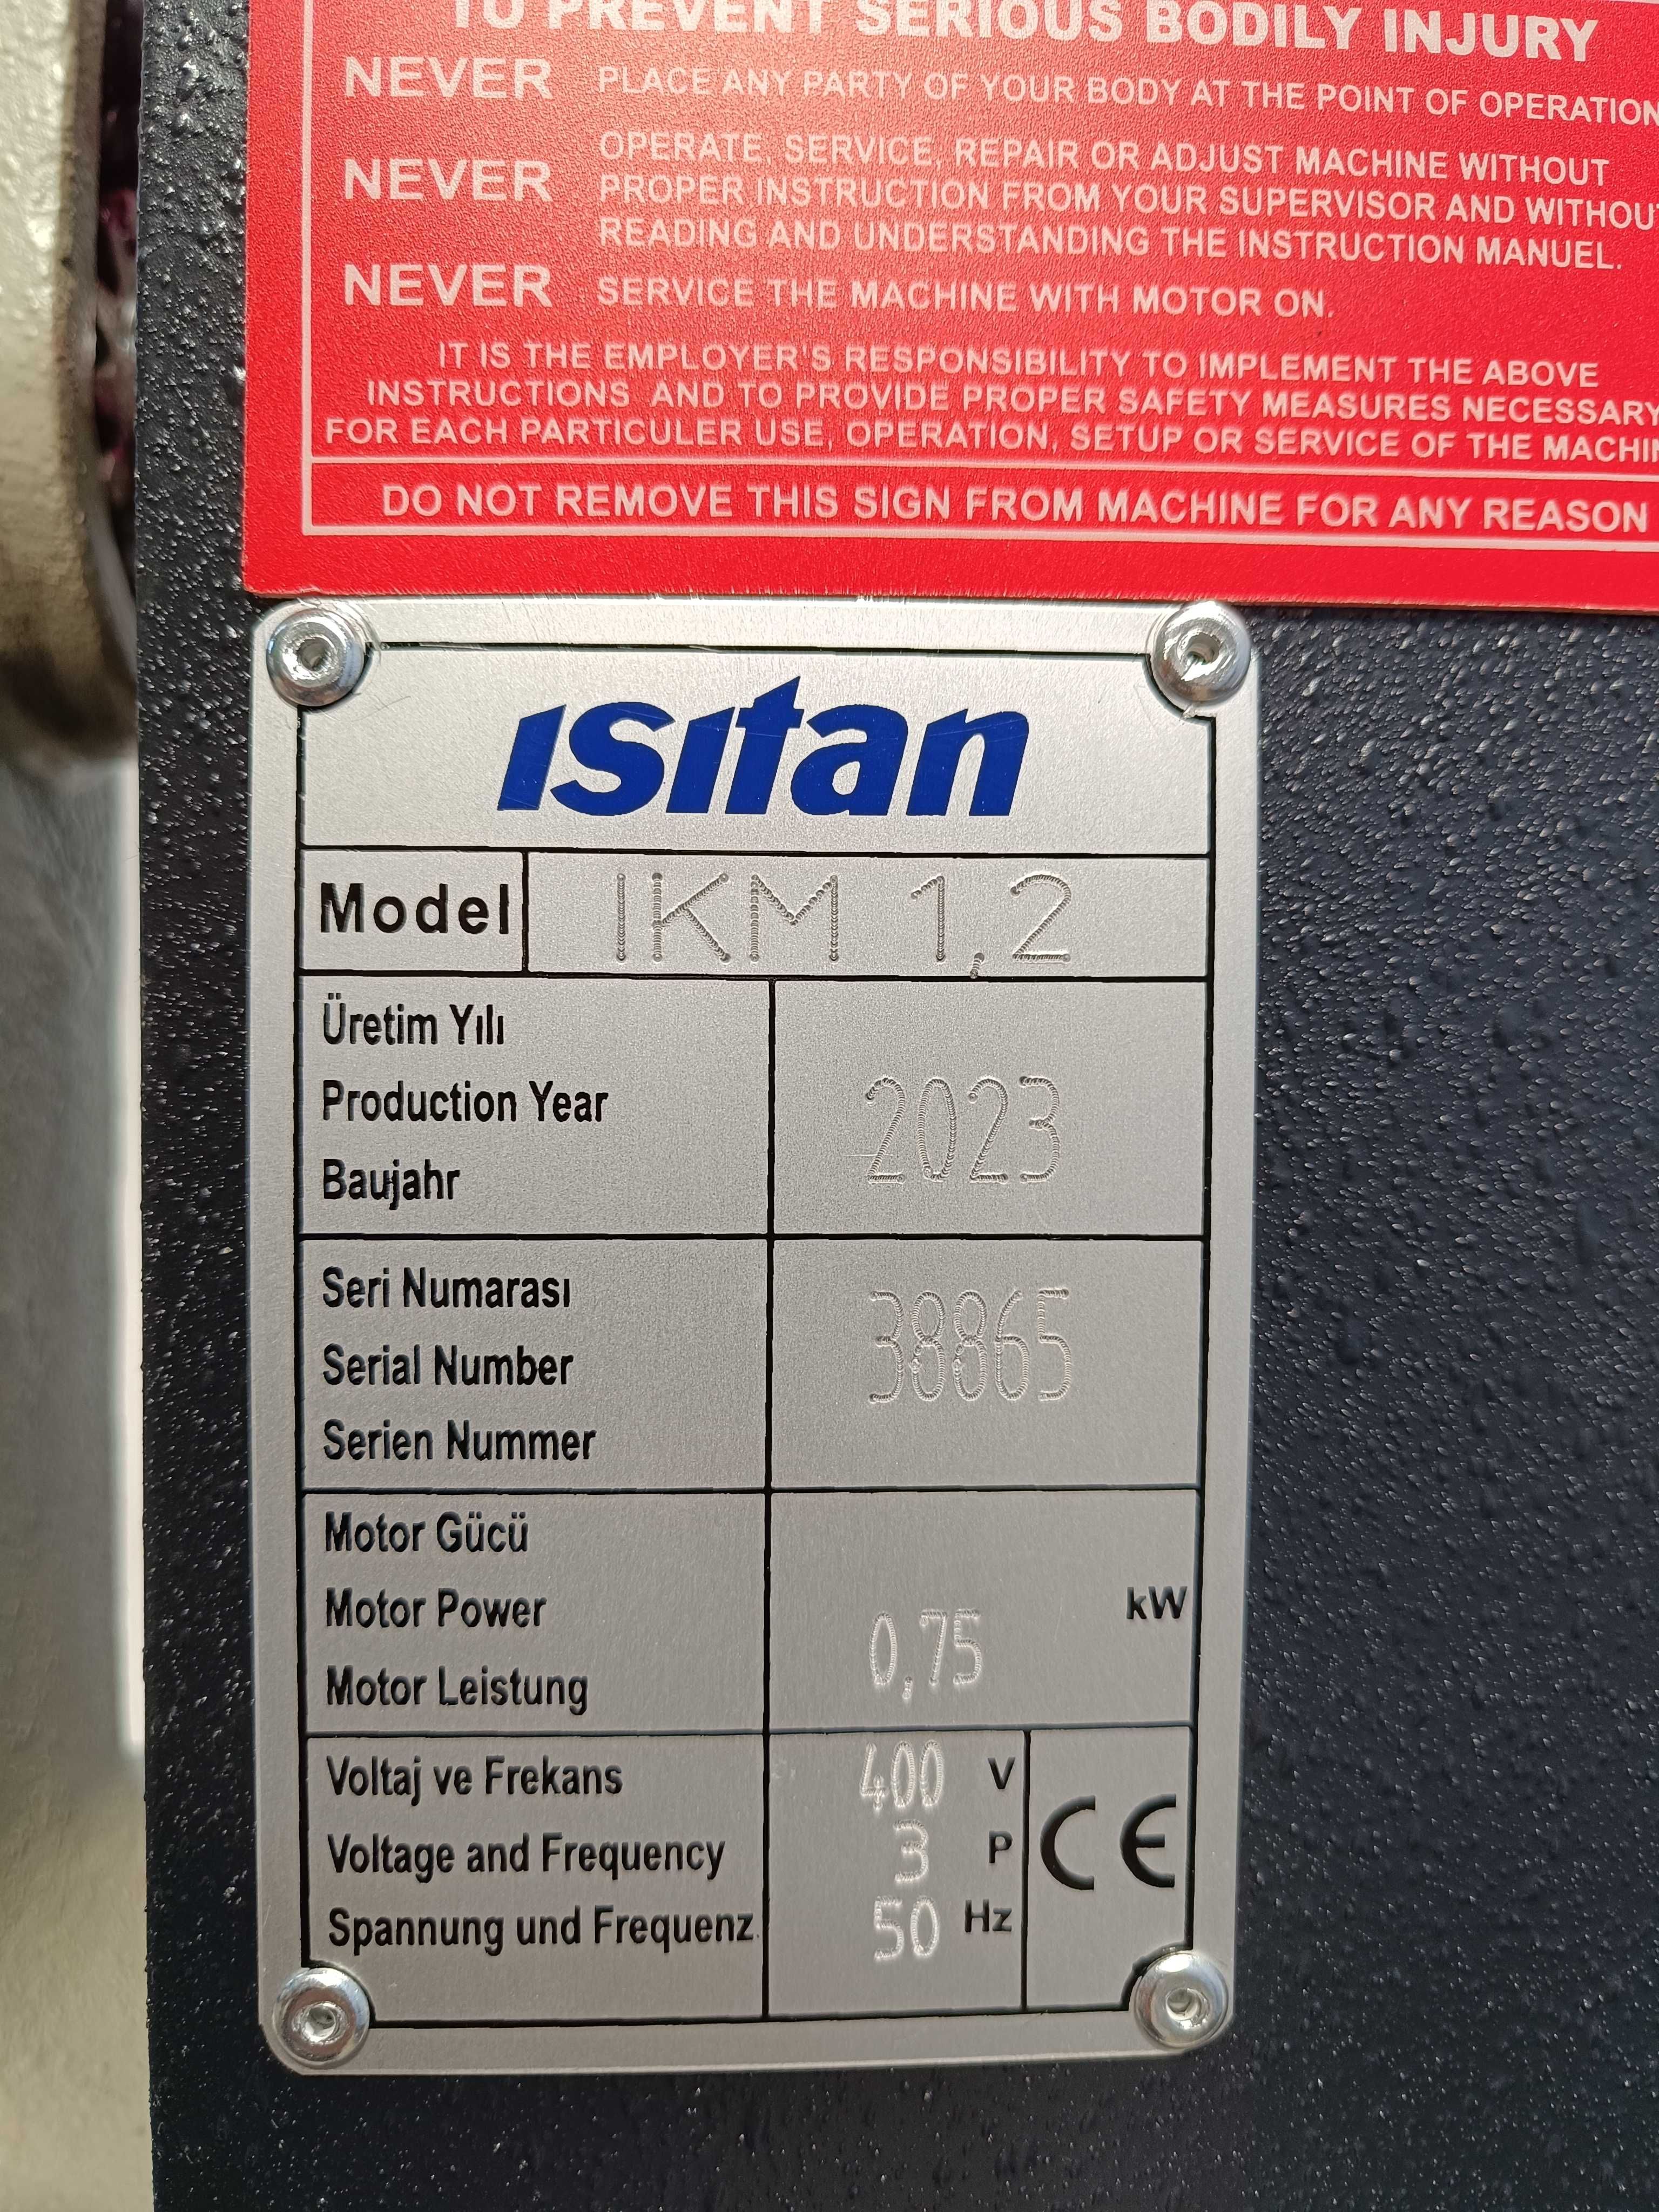 TO PREVENT SERIOUS BODILY INJURY
NEVER PLACE ANY PARTY OF YOUR BODY AT THE POINT OF OPERATION
NEVER OPERATE, SERVICE, REPAIR OR ADJUST MACHINE WITHOUT
PROPER INSTRUCTION FROM YOUR SUPERVISOR AND WITHOUT
READING AND UNDERSTANDING THE INSTRUCTION MANUEL.
NEVER SERVICE THE MACHINE WITH MOTOR ON.
IT IS THE EMPLOYER'S RESPONSIBILITY TO IMPLEMENT THE ABOVE
INSTRUCTIONS AND TO PROVIDE PROPER SAFETY MEASURES NECESSARY
FOR EACH PARTICULER USE, OPERATION, SETUP OR SERVICE OF THE MACHIN
DO NOT REMOVE THIS SIGN FROM MACHINE FOR ANY REASON
ısıtan
Model IKM 1,2
Üretim Yılı
Production Year 2023
Baujahr
Seri Numarası
Serial Number 38865
Serien Nummer
Motor Gücü
Motor Power 0,75 kW
Motor Leistung
Voltaj ve Frekans 400 V
Voltage and Frequency 3 P CE
Spannung und Frequenz 50 Hz